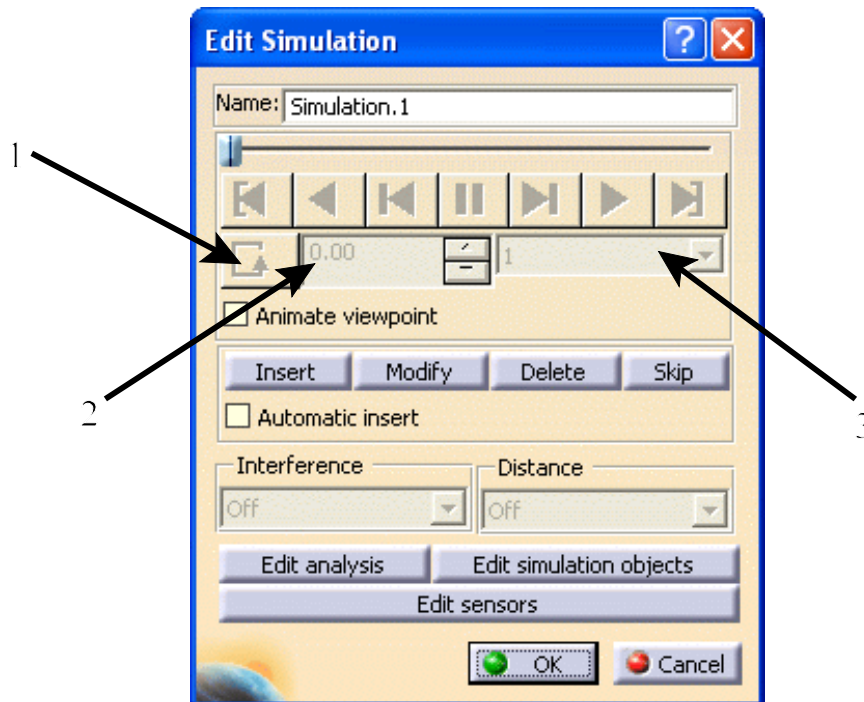 Edit Simulation
Name: Simulation.1
1
0.00 1
Animate viewpoint
Insert Modify Delete Skip
2
3
Automatic insert
Interference Distance
Off Off
Edit analysis Edit simulation objects
Edit sensors
OK Cancel